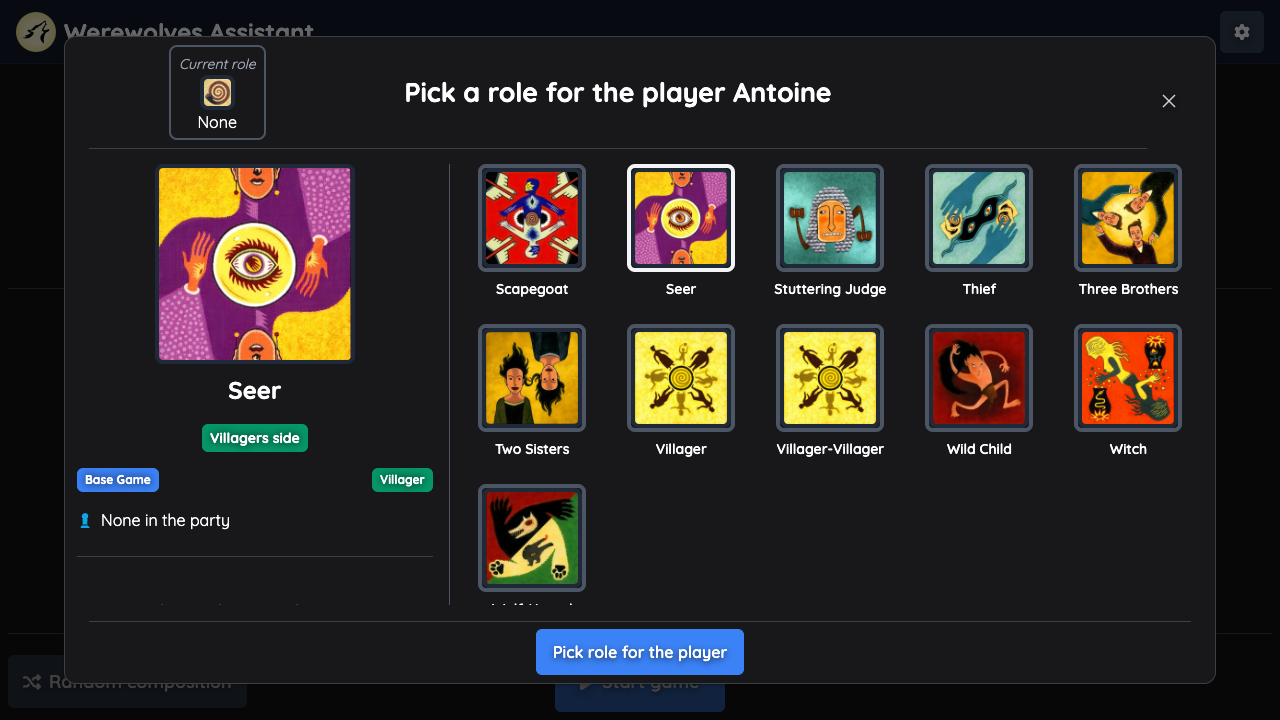 Werewolves Assistant
Current role
None
Pick a role for the player Antoine
Seer
Villagers side
Base Game
Villager
None in the party
Scapegoat
Seer
Stuttering Judge
Thief
Three Brothers
Two Sisters
Villager
Villager-Villager
Wild Child
Witch
Pick role for the player
Random composition
Start game